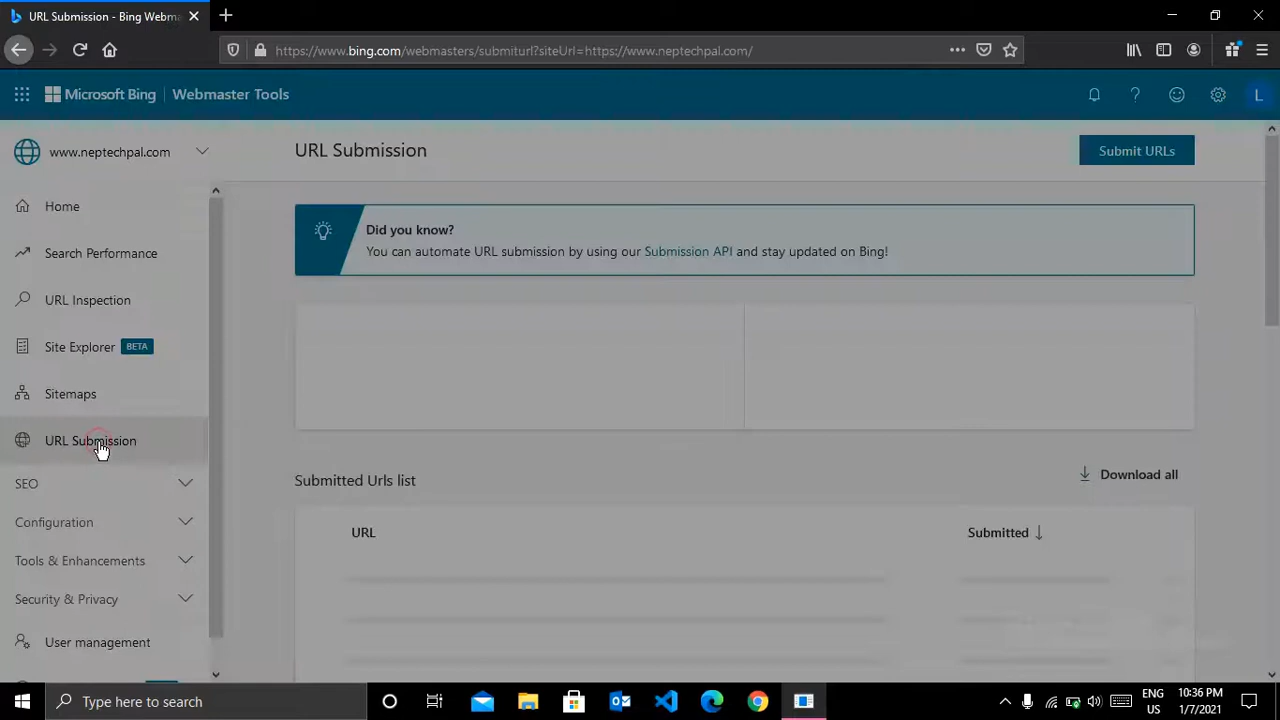 URL Submission - Bing Webma
https://www.bing.com/webmasters/submiturl?siteUrl=https://www.neptechpal.com/
Microsoft Bing
Webmaster Tools
L
www.neptechpal.com
URL Submission
Submit URLs
Home
Did you know?
You can automate URL submission by using our Submission API and stay updated on Bing!
Search Performance
URL Inspection
Site Explorer BETA
Sitemaps
URL Submission
SEO
Submitted Urls list
Download all
Configuration
URL
Submitted
Tools & Enhancements
Security & Privacy
User management
Type here to search
ENG
US
10:36 PM
1/7/2021